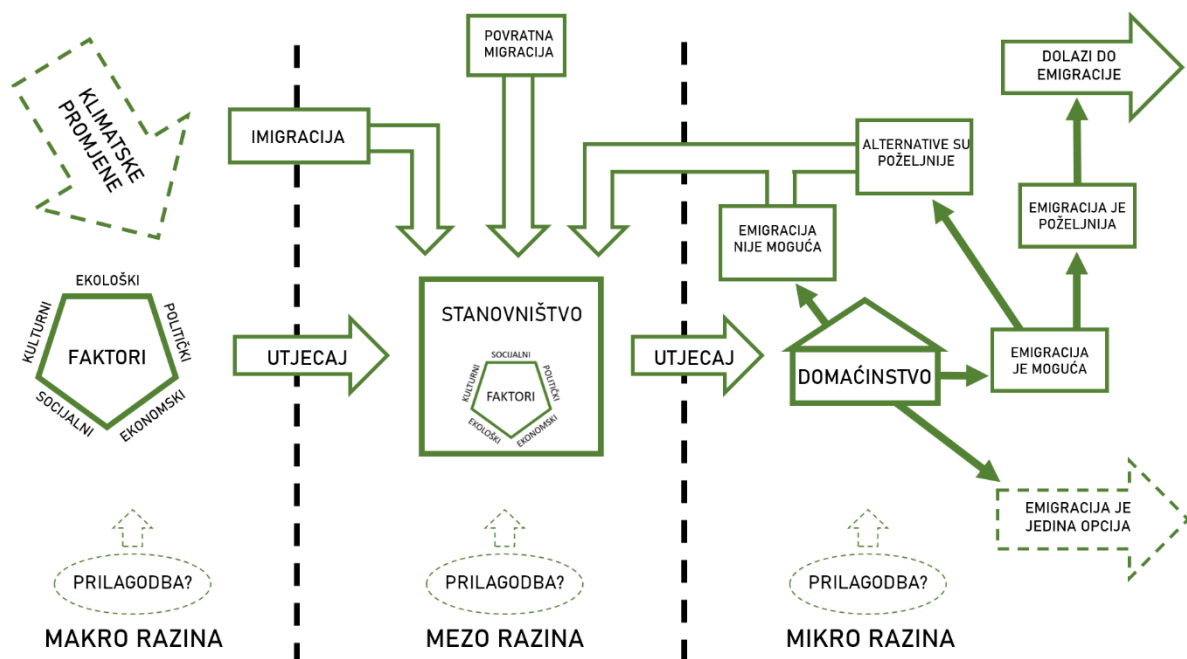 KLIMATSKE
PROMJENE
IMIGRACIJA
POVRATNA
MIGRACIJA
ALTERNATIVE SU
POŽELJNIJE
DOLAZI DO
EMIGRACIJE
EMIGRACIJA
NIJE MOGUĆA
EMIGRACIJA JE
POŽELJNIJA
EKOLOŠKI
KULTURNI
POLITIČKI
FAKTORI
SOCIJALNI
EKONOMSKI
UTJECAJ
STANOVNIŠTVO
SOCIJALNI
KULTURNI
POLITIČKI
FAKTORI
EKOLOŠKI
EKONOMSKI
UTJECAJ
DOMAĆINSTVO
EMIGRACIJA
JE MOGUĆA
EMIGRACIJA JE
JEDINA OPCIJA
PRILAGODBA?
PRILAGODBA?
PRILAGODBA?
MAKRO RAZINA
MEZO RAZINA
MIKRO RAZINA